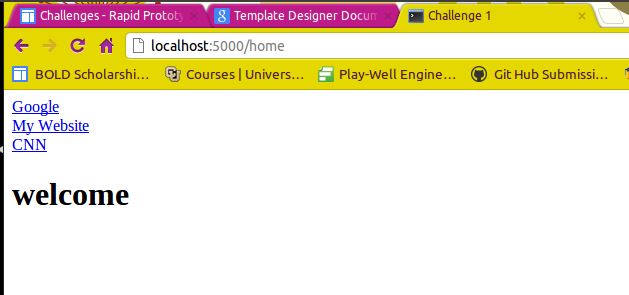 Challenges - Rapid Prototy
Template Designer Docum
Challenge 1
localhost:5000/home
BOLD Scholarshi...
Courses | Univers...
Play-Well Engine...
Git Hub Submissi...
Google
My Website
CNN
welcome